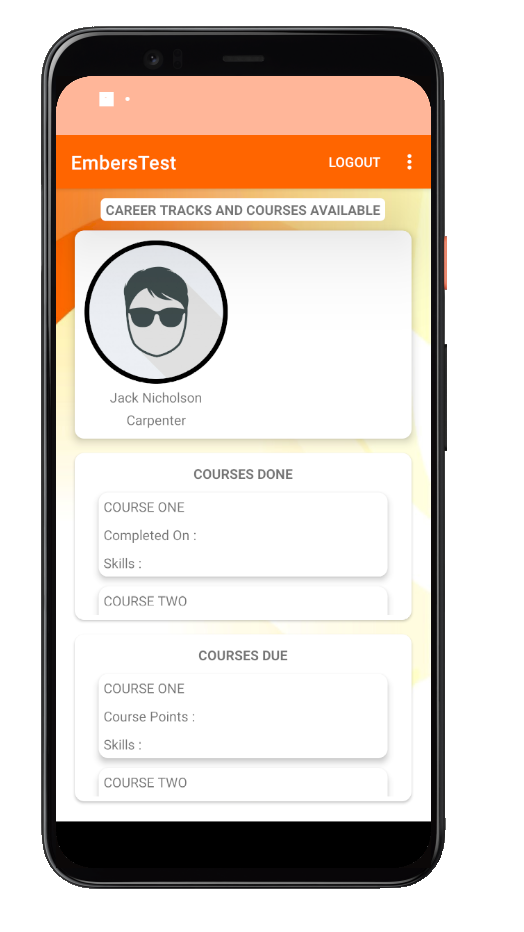 EmbersTest LOGOUT
CAREER TRACKS AND COURSES AVAILABLE
Jack Nicholson
Carpenter
COURSES DONE
COURSE ONE
Completed On :
Skills :
COURSE TWO
COURSES DUE
COURSE ONE
Course Points :
Skills :
COURSE TWO